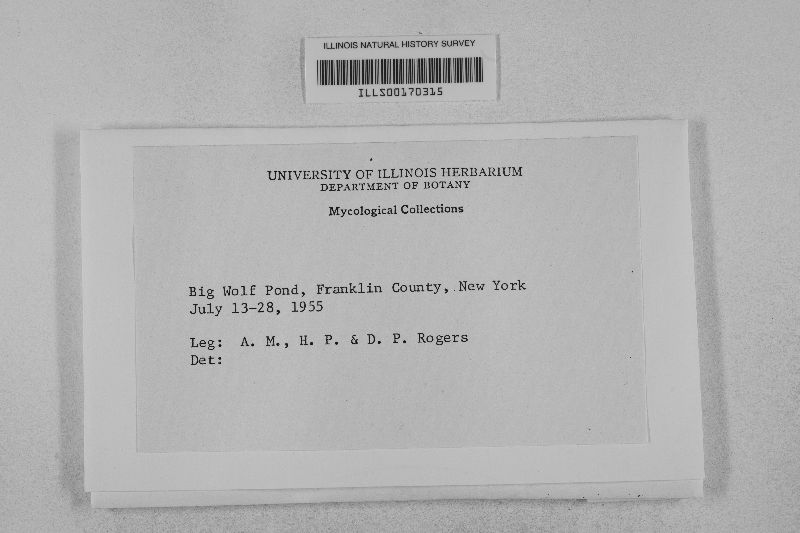 ILLINOIS NATURAL HISTORY SURVEY
ILLS00170315
UNIVERSITY OF ILLINOIS HERBARIUM
DEPARTMENT OF BOTANY
Mycological Collections
Big Wolf Pond, Franklin County, New York
July 13-28, 1955
Leg: A. M., H. P. & D. P. Rogers
Det: